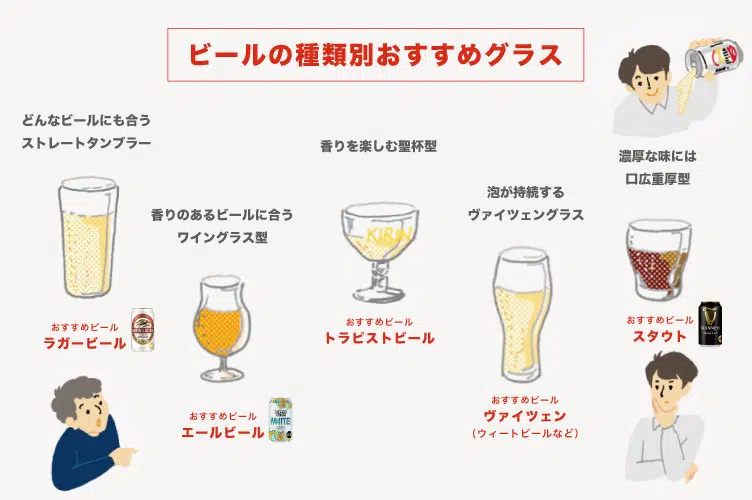 ビールの種類別おすすめグラス
どんなビールにも合う
ストレートタンブラー
おすすめビール
ラガービール
香りのあるビールに合う
ワイングラス型
おすすめビール
エールビール
WHITE
香りを楽しむ聖杯型
KIRIN
おすすめビール
トラピストビール
泡が持続する
ヴァイツェングラス
おすすめビール
ヴァイツェン
（ウィートビールなど）
濃厚な味には
口広重厚型
おすすめビール
スタウト
GUINNESS